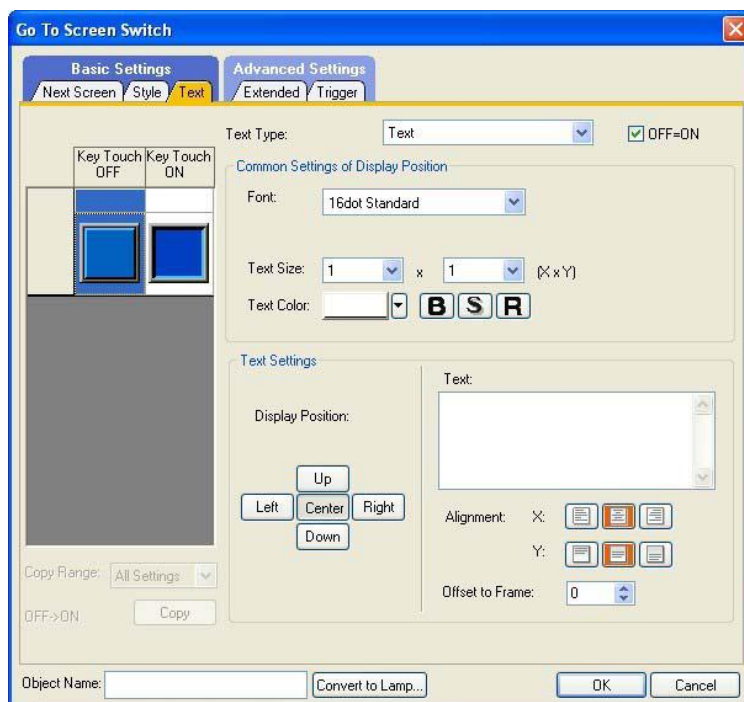 Go To Screen Switch
Basic Settings
Advanced Settings
Next Screen Style Text
Extended Trigger
Text Type: Text OFF=ON
Key Touch OFF
Key Touch ON
Common Settings of Display Position
Font: 16dot Standard
Text Size: 1 x 1 (X x Y)
Text Color: B S R
Text Settings
Text:
Display Position:
Up
Left Center Right
Down
Alignment: X:
Y:
Offset to Frame: 0
Copy Range: All Settings
OFF->ON Copy
Object Name: Convert to Lamp... OK Cancel